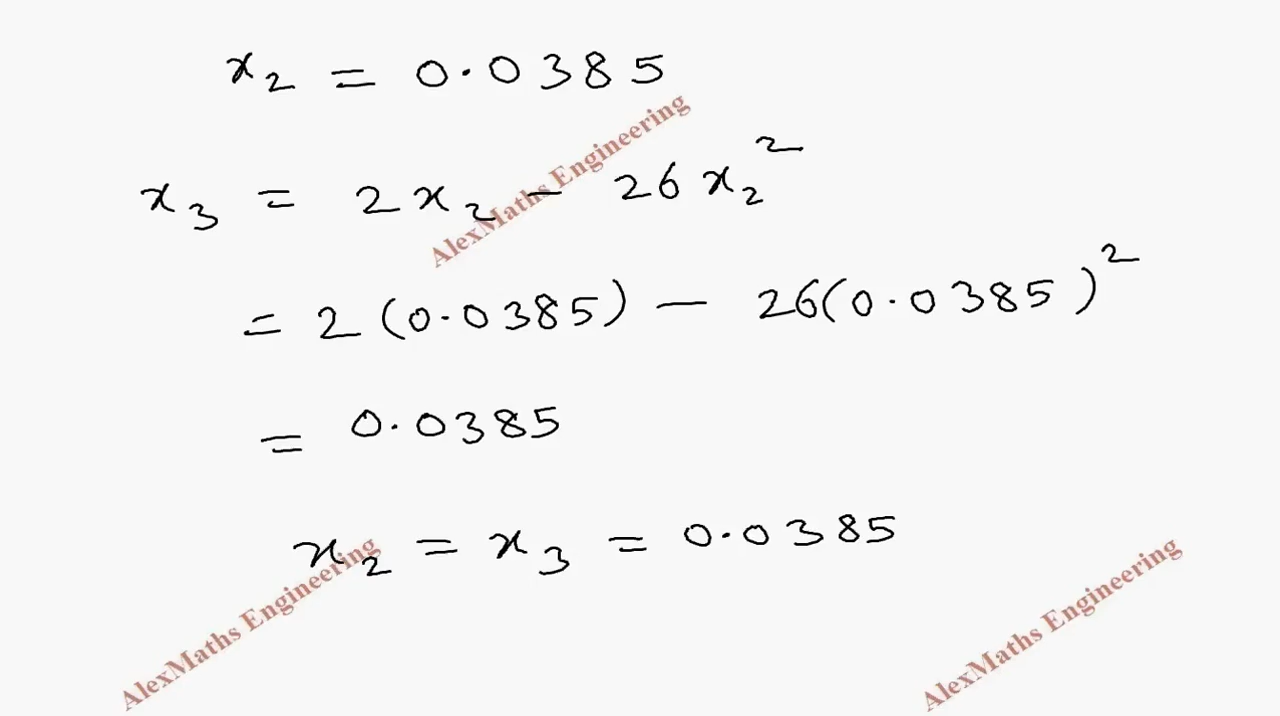 x₂ = 0.0385
AlexMaths Engineering
x₃ = 2x₂ - 26x₂²
= 2(0.0385) - 26(0.0385)²
= 0.0385
x₂ = x₃ = 0.0385
AlexMaths Engineering
AlexMaths Engineering